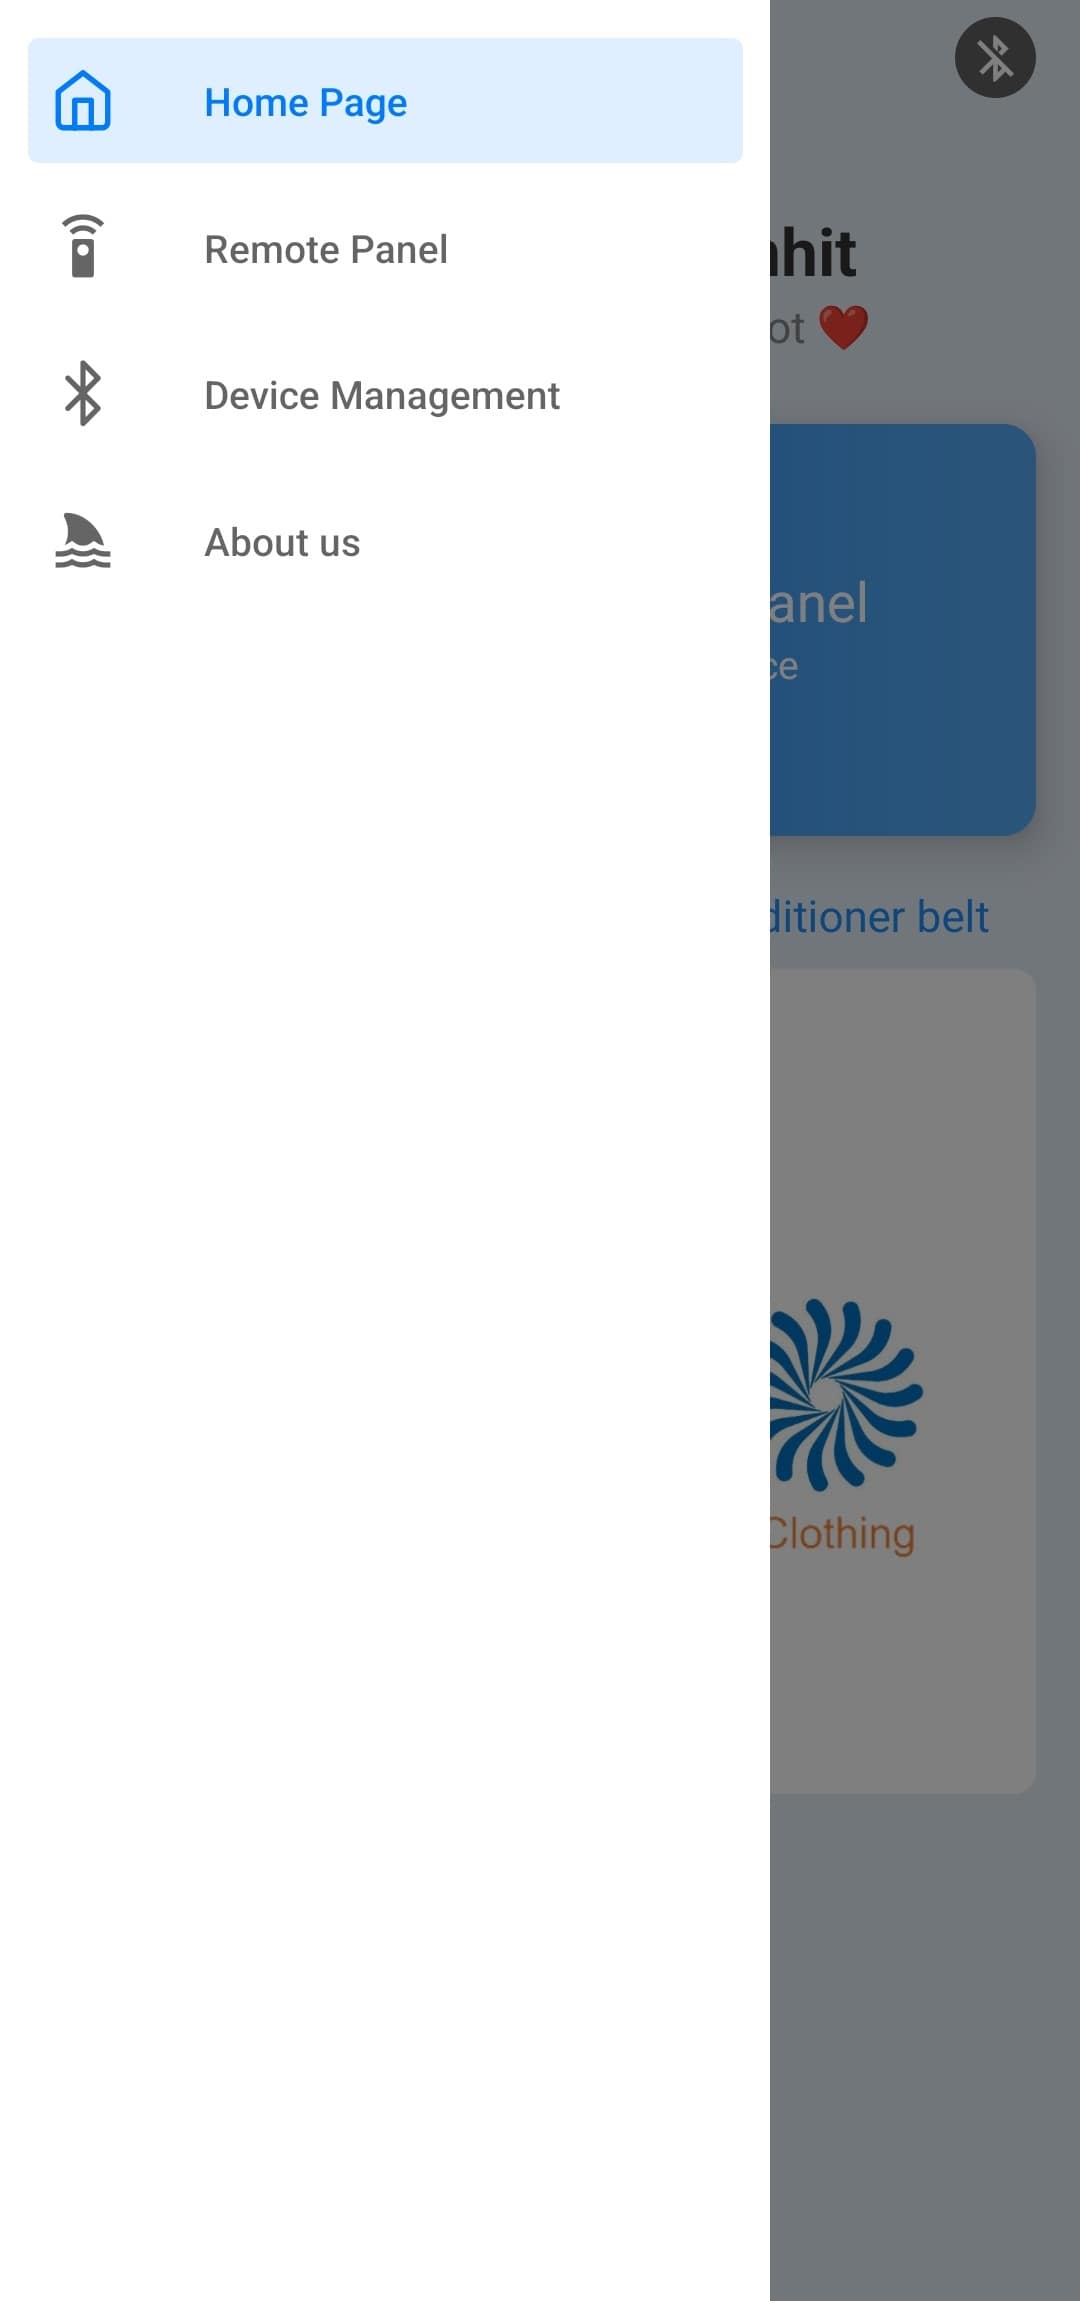 Home Page
Remote Panel
Device Management
About us
hit
ot ❤️
anel
ce
ditioner belt
Clothing